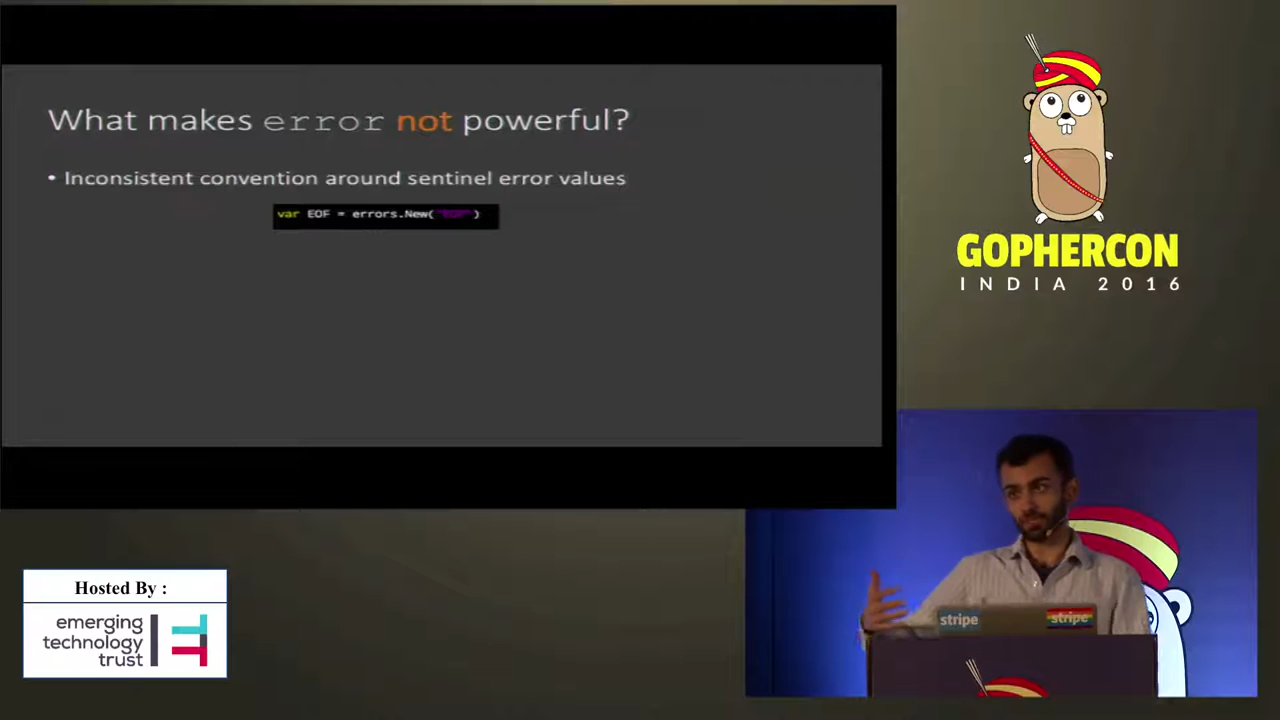 What makes error not powerful?
• Inconsistent convention around sentinel error values
var EOF = errors.New("EOF")
GOPHERCON
INDIA 2016
Hosted By :
emerging
technology
trust
stripe
stripe